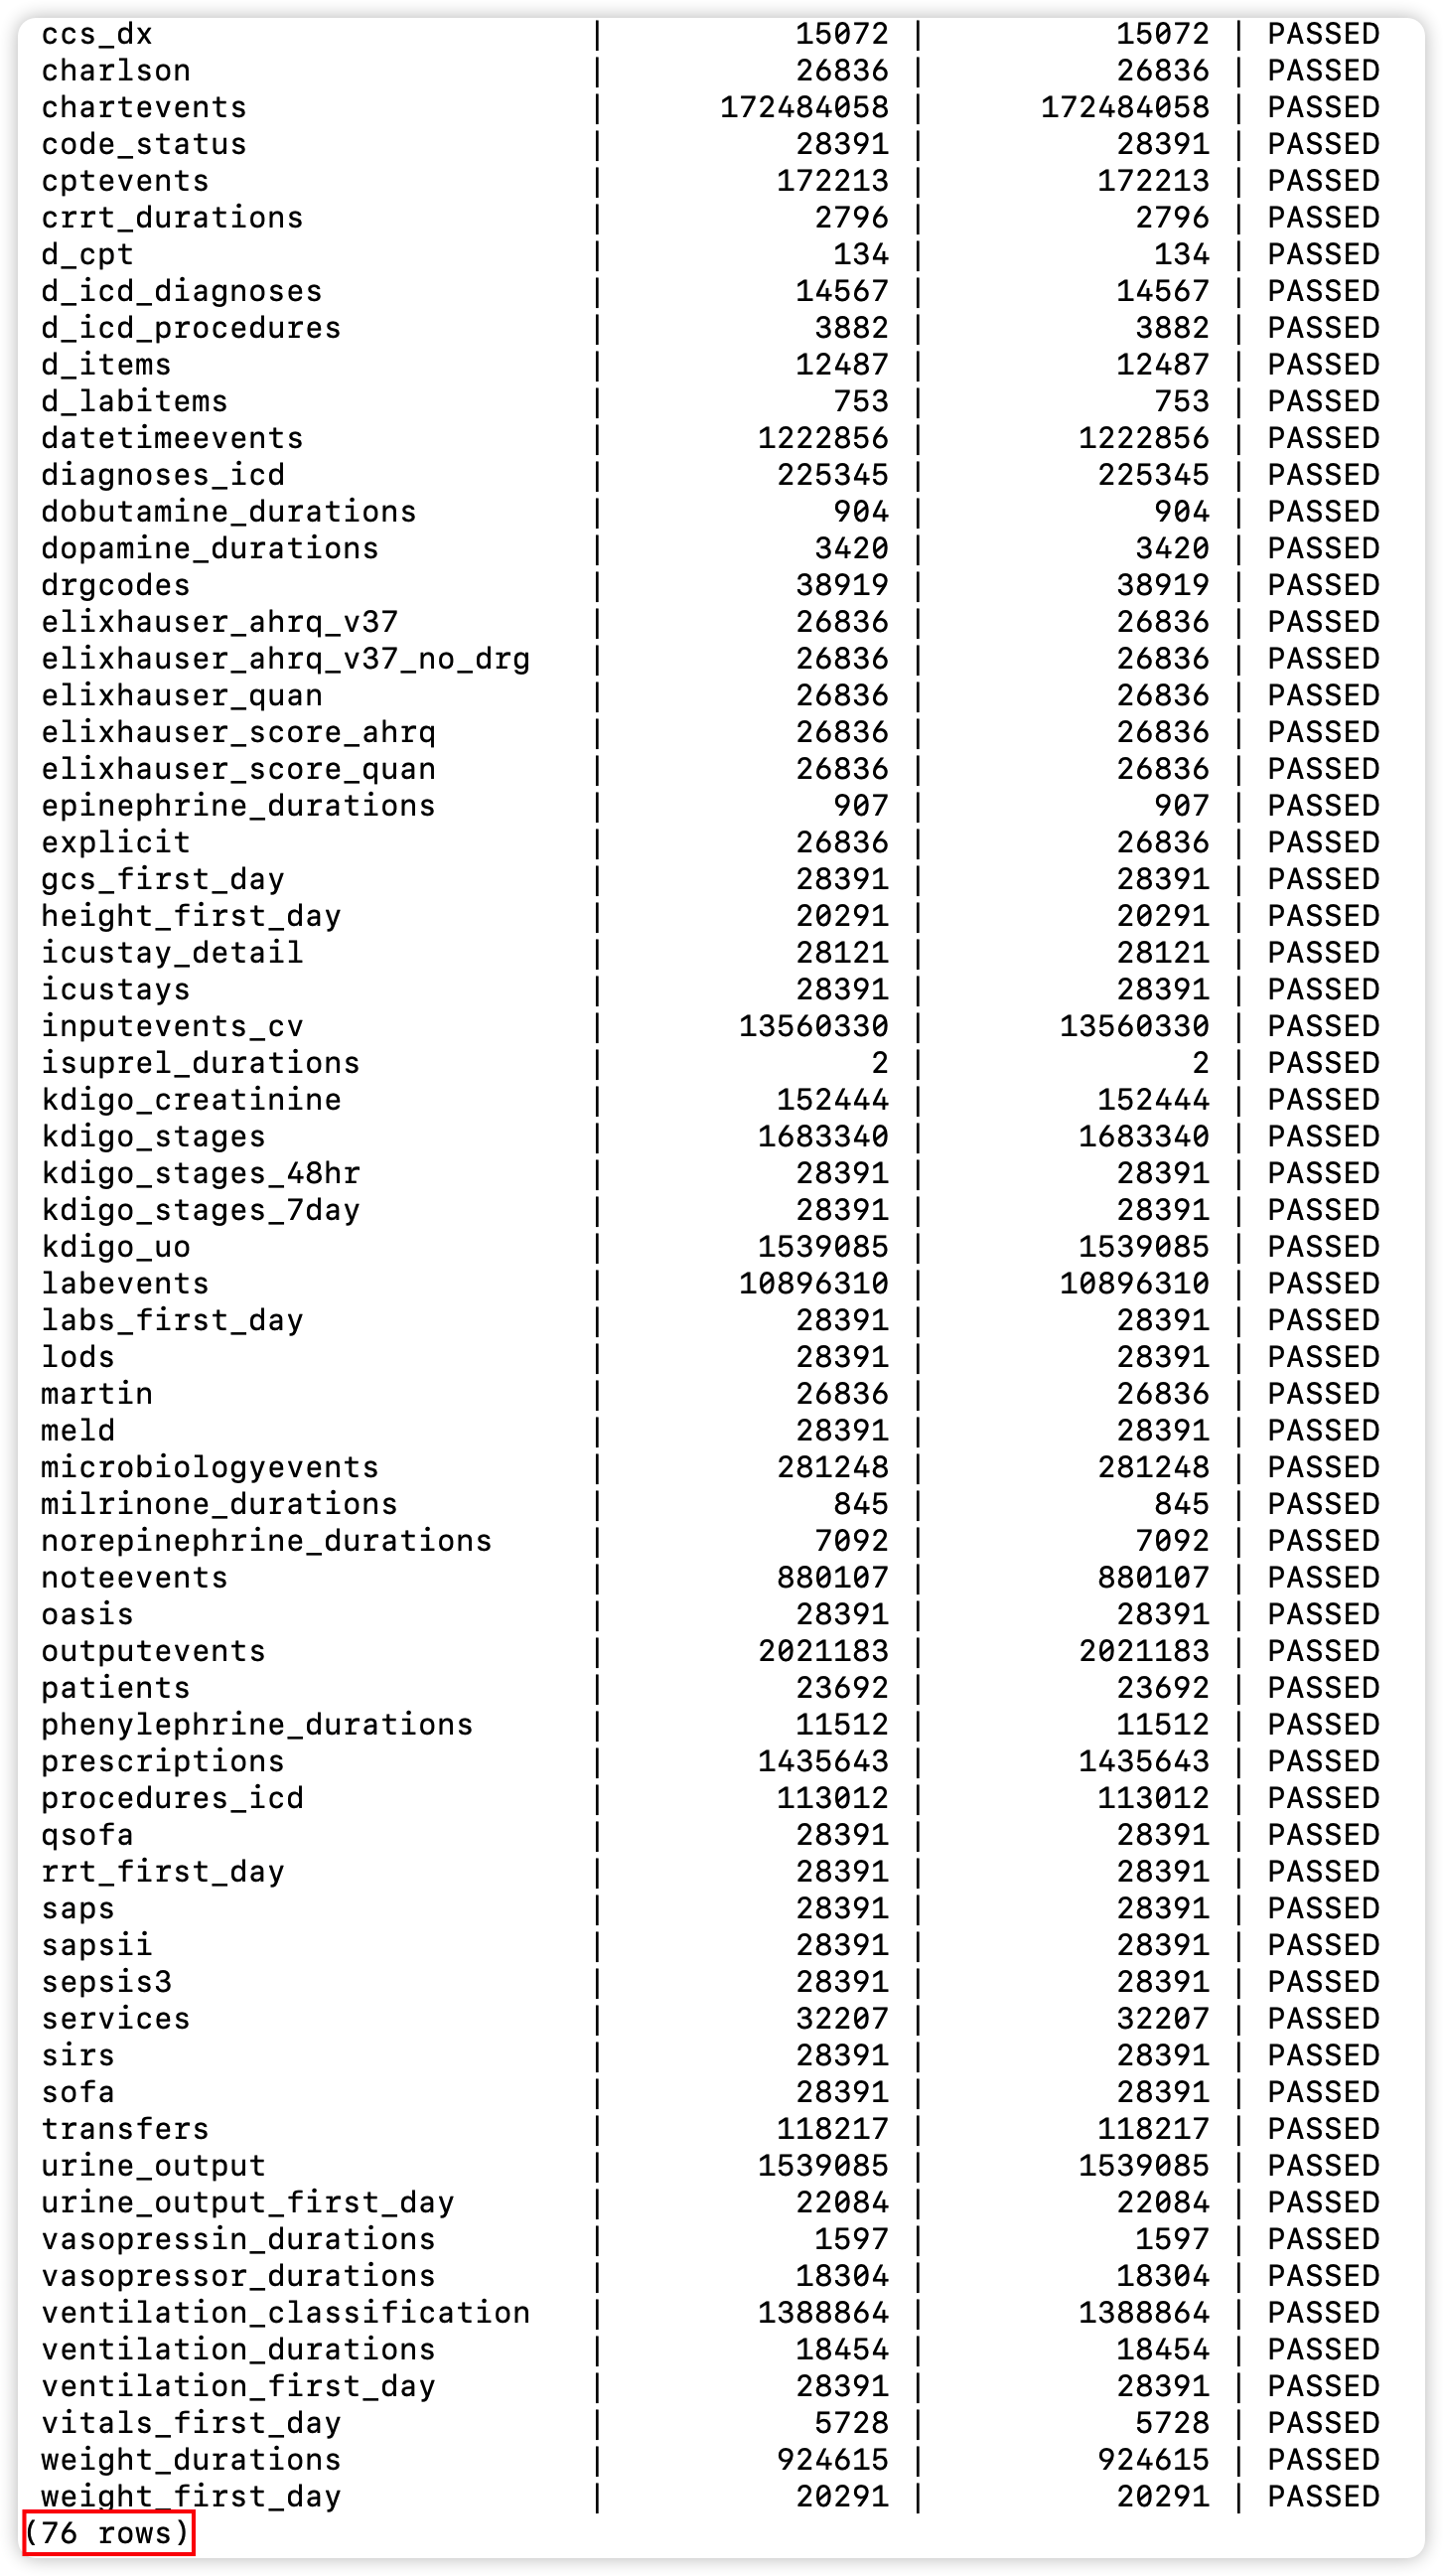 ccs_dx | 15072 | 15072 | PASSED
charlson | 26836 | 26836 | PASSED
chartevents | 172484058 | 172484058 | PASSED
code_status | 28391 | 28391 | PASSED
cptevents | 172213 | 172213 | PASSED
crrt_durations | 2796 | 2796 | PASSED
d_cpt | 134 | 134 | PASSED
d_icd_diagnoses | 14567 | 14567 | PASSED
d_icd_procedures | 3882 | 3882 | PASSED
d_items | 12487 | 12487 | PASSED
d_labitems | 753 | 753 | PASSED
datetimeevents | 1222856 | 1222856 | PASSED
diagnoses_icd | 225345 | 225345 | PASSED
dobutamine_durations | 904 | 904 | PASSED
dopamine_durations | 3420 | 3420 | PASSED
drgcodes | 38919 | 38919 | PASSED
elixhauser_ahrq_v37 | 26836 | 26836 | PASSED
elixhauser_ahrq_v37_no_drg | 26836 | 26836 | PASSED
elixhauser_quan | 26836 | 26836 | PASSED
elixhauser_score_ahrq | 26836 | 26836 | PASSED
elixhauser_score_quan | 26836 | 26836 | PASSED
epinephrine_durations | 907 | 907 | PASSED
explicit | 26836 | 26836 | PASSED
gcs_first_day | 28391 | 28391 | PASSED
height_first_day | 20291 | 20291 | PASSED
icustay_detail | 28121 | 28121 | PASSED
icustays | 28391 | 28391 | PASSED
inputevents_cv | 13560330 | 13560330 | PASSED
isuprel_durations | 2 | 2 | PASSED
kdigo_creatinine | 152444 | 152444 | PASSED
kdigo_stages | 1683340 | 1683340 | PASSED
kdigo_stages_48hr | 28391 | 28391 | PASSED
kdigo_stages_7day | 28391 | 28391 | PASSED
kdigo_uo | 1539085 | 1539085 | PASSED
labevents | 10896310 | 10896310 | PASSED
labs_first_day | 28391 | 28391 | PASSED
lods | 28391 | 28391 | PASSED
martin | 26836 | 26836 | PASSED
meld | 28391 | 28391 | PASSED
microbiologyevents | 281248 | 281248 | PASSED
milrinone_durations | 845 | 845 | PASSED
norepinephrine_durations | 7092 | 7092 | PASSED
noteevents | 880107 | 880107 | PASSED
oasis | 28391 | 28391 | PASSED
outputevents | 2021183 | 2021183 | PASSED
patients | 23692 | 23692 | PASSED
phenylephrine_durations | 11512 | 11512 | PASSED
prescriptions | 1435643 | 1435643 | PASSED
procedures_icd | 113012 | 113012 | PASSED
qsofa | 28391 | 28391 | PASSED
rrt_first_day | 28391 | 28391 | PASSED
saps | 28391 | 28391 | PASSED
sapsii | 28391 | 28391 | PASSED
sepsis3 | 28391 | 28391 | PASSED
services | 32207 | 32207 | PASSED
sirs | 28391 | 28391 | PASSED
sofa | 28391 | 28391 | PASSED
transfers | 118217 | 118217 | PASSED
urine_output | 1539085 | 1539085 | PASSED
urine_output_first_day | 22084 | 22084 | PASSED
vasopressin_durations | 1597 | 1597 | PASSED
vasopressor_durations | 18304 | 18304 | PASSED
ventilation_classification | 1388864 | 1388864 | PASSED
ventilation_durations | 18454 | 18454 | PASSED
ventilation_first_day | 28391 | 28391 | PASSED
vitals_first_day | 5728 | 5728 | PASSED
weight_durations | 924615 | 924615 | PASSED
weight_first_day | 20291 | 20291 | PASSED
(76 rows)